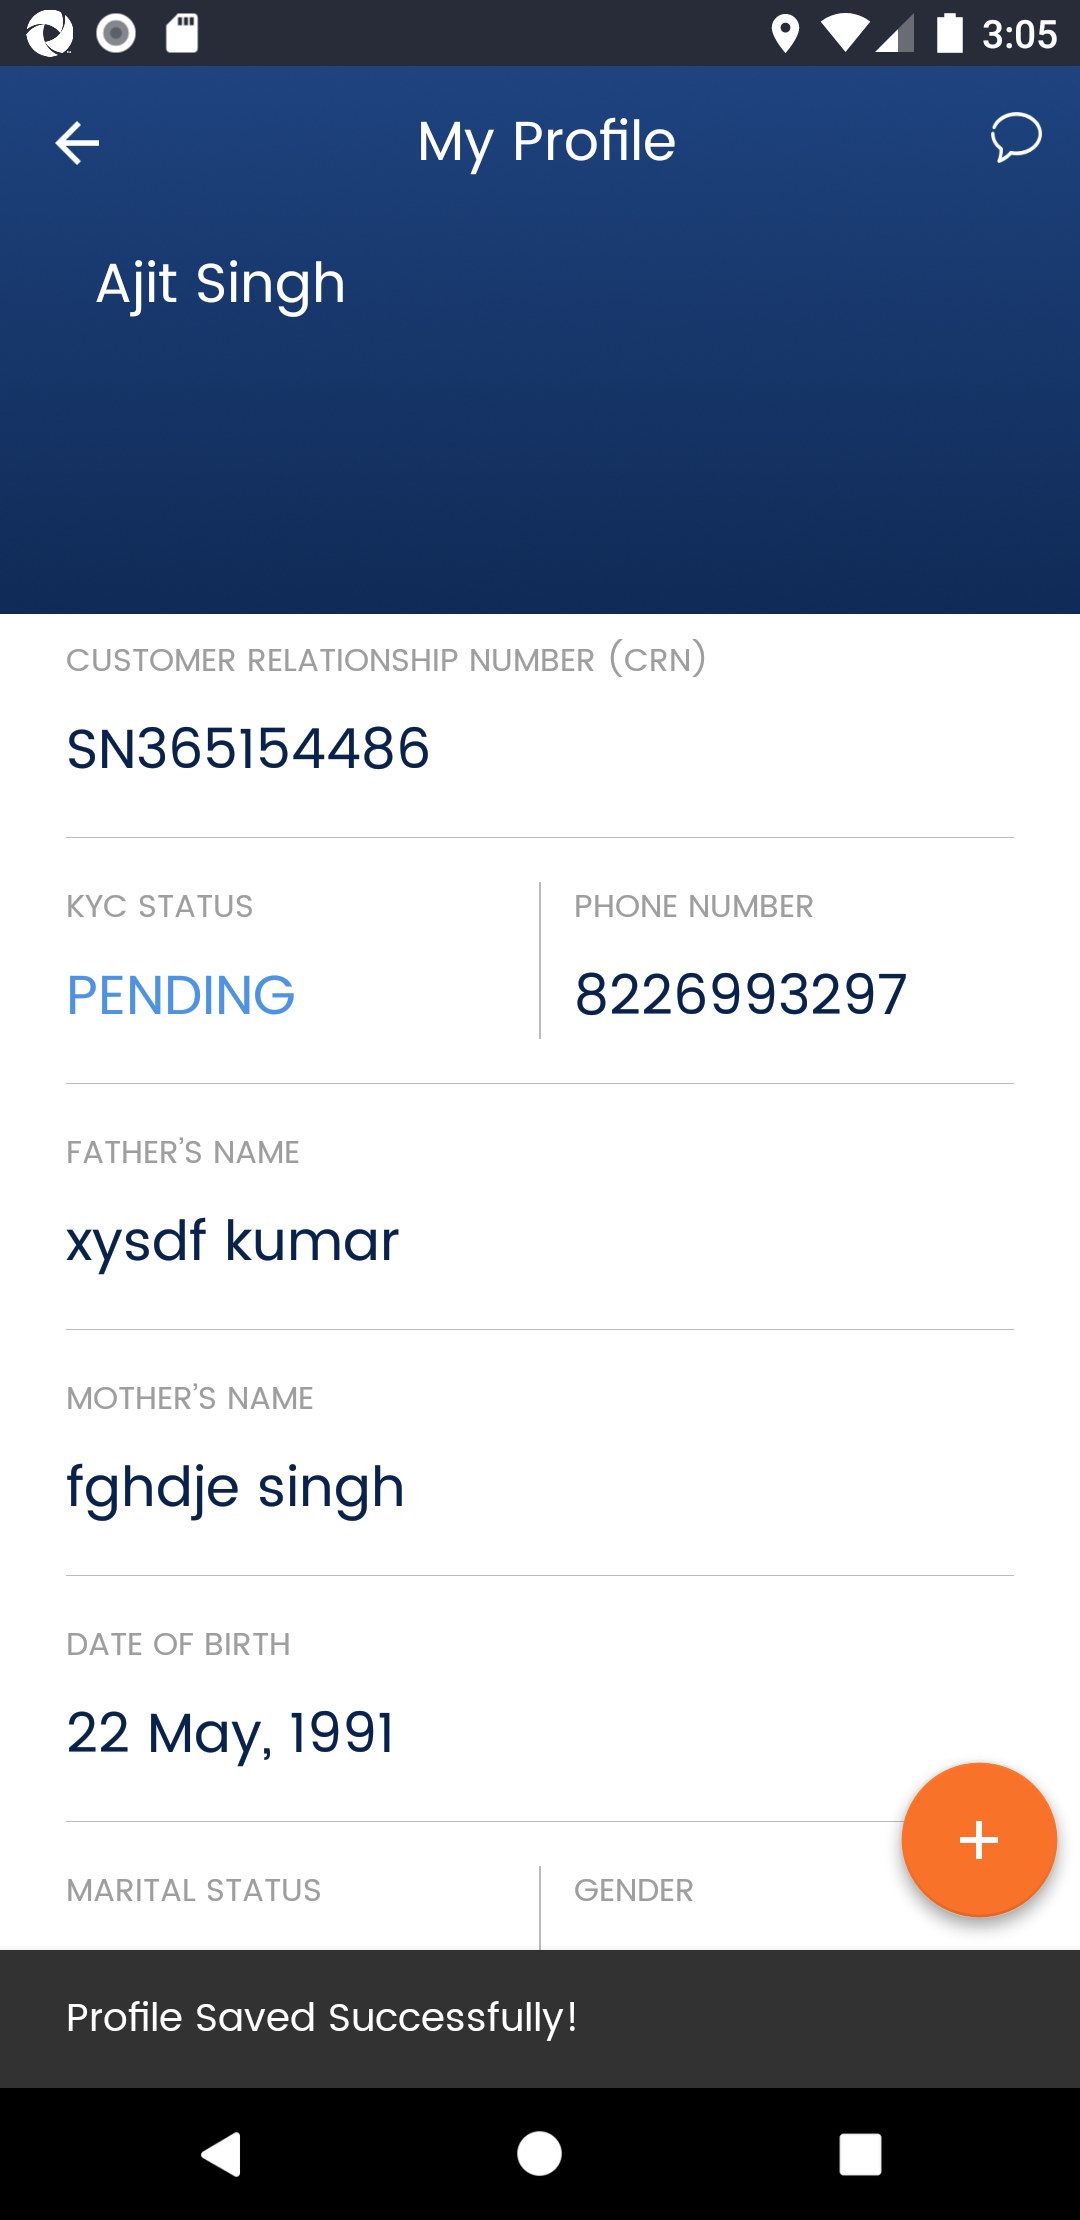 3:05
My Profile
Ajit Singh
CUSTOMER RELATIONSHIP NUMBER (CRN)
SN365154486
KYC STATUS
PHONE NUMBER
PENDING
8226993297
FATHER'S NAME
xysdf kumar
MOTHER'S NAME
fghdje singh
DATE OF BIRTH
22 May, 1991
MARITAL STATUS
GENDER
Profile Saved Successfully!